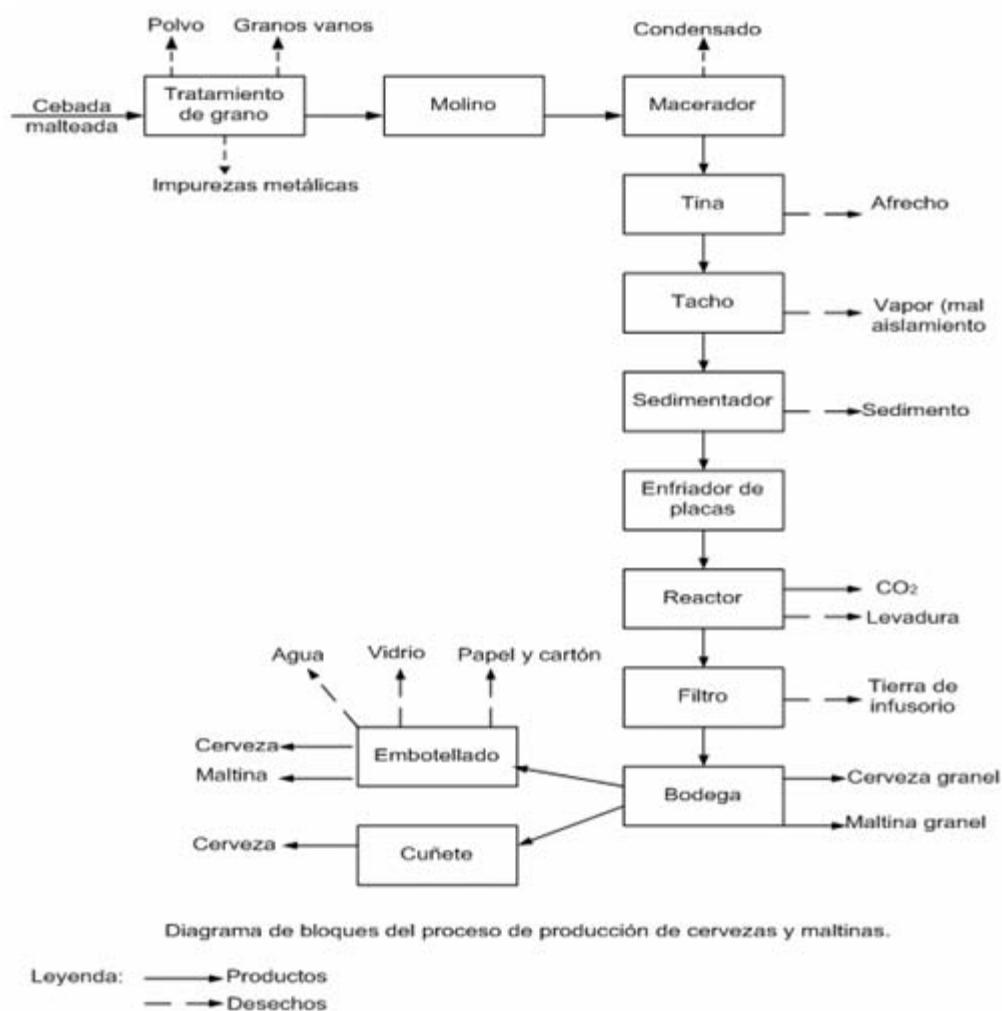 Polvo
Granos vanos
Condensado
Cebada
malteada
Tratamiento
de grano
Molino
Macerador
Impurezas metálicas
Tina
Afrecho
Tacho
Vapor (mal
aislamiento
Sedimentador
Sedimento
Enfriador de
placas
Reactor
CO₂
Levadura
Agua
Vidrio
Papel y cartón
Filtro
Tierra de
infusorio
Cerveza
Maltina
Embotellado
Bodega
Cerveza granel
Maltina granel
Cerveza
Cuñete
Diagrama de bloques del proceso de producción de cervezas y maltinas.
Leyenda:
Productos
Desechos